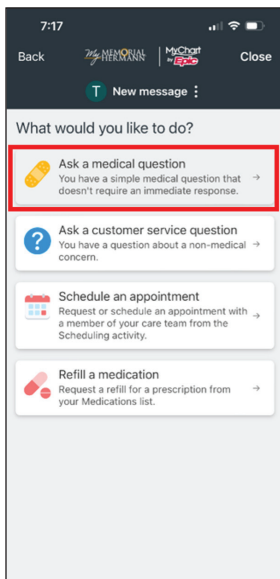 7:17
Back My MEMORIAL HERMANN MyChart by Epic Close
T New message
What would you like to do?
Ask a medical question
You have a simple medical question that
doesn't require an immediate response.
Ask a customer service question
You have a question about a non-medical
concern.
Schedule an appointment
Request or schedule an appointment with
a member of your care team from the
Scheduling activity.
Refill a medication
Request a refill for a prescription from
your Medications list.